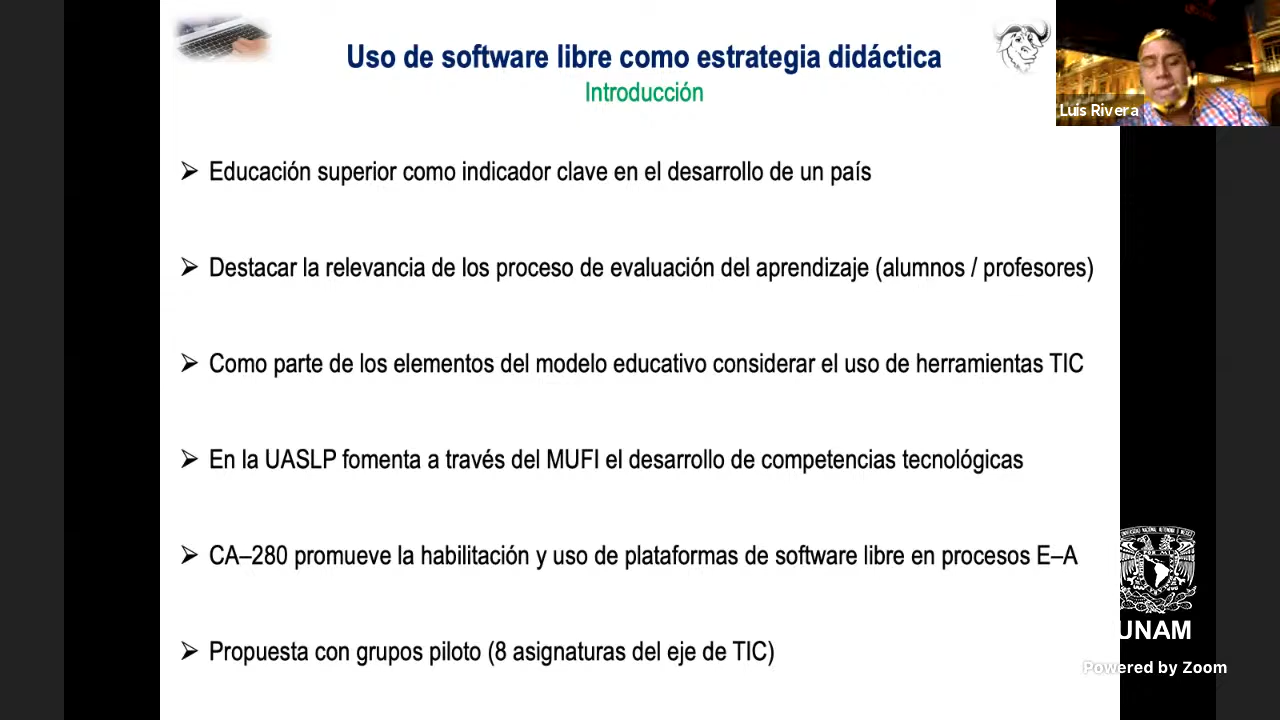 Uso de software libre como estrategia didáctica
Introducción
Luis Rivera
Educación superior como indicador clave en el desarrollo de un país
Destacar la relevancia de los proceso de evaluación del aprendizaje (alumnos / profesores)
Como parte de los elementos del modelo educativo considerar el uso de herramientas TIC
En la UASLP fomenta a través del MUFI el desarrollo de competencias tecnológicas
CA–280 promueve la habilitación y uso de plataformas de software libre en procesos E–A
Propuesta con grupos piloto (8 asignaturas del eje de TIC)
UNAM
Powered by Zoom